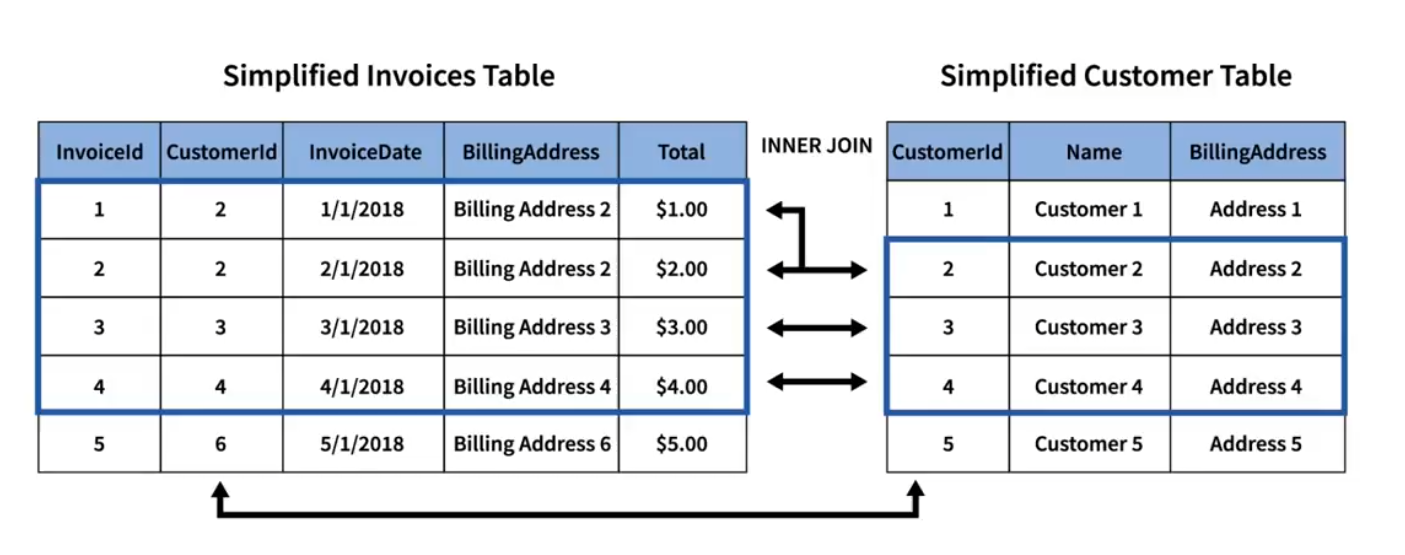 Simplified Invoices Table
InvoiceId CustomerId InvoiceDate BillingAddress Total
1 2 1/1/2018 Billing Address 2 $1.00
2 2 2/1/2018 Billing Address 2 $2.00
3 3 3/1/2018 Billing Address 3 $3.00
4 4 4/1/2018 Billing Address 4 $4.00
5 6 5/1/2018 Billing Address 6 $5.00
INNER JOIN
Simplified Customer Table
CustomerId Name BillingAddress
1 Customer 1 Address 1
2 Customer 2 Address 2
3 Customer 3 Address 3
4 Customer 4 Address 4
5 Customer 5 Address 5